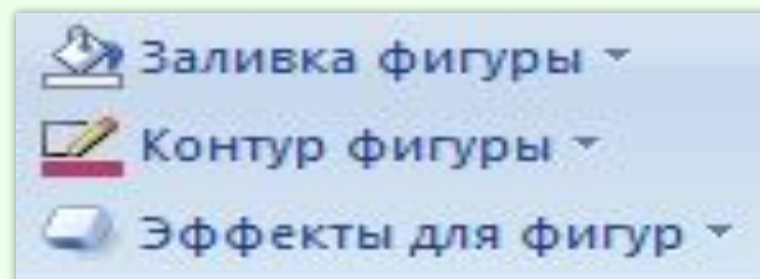 Заливка фигуры
Контур фигуры
Эффекты для фигур